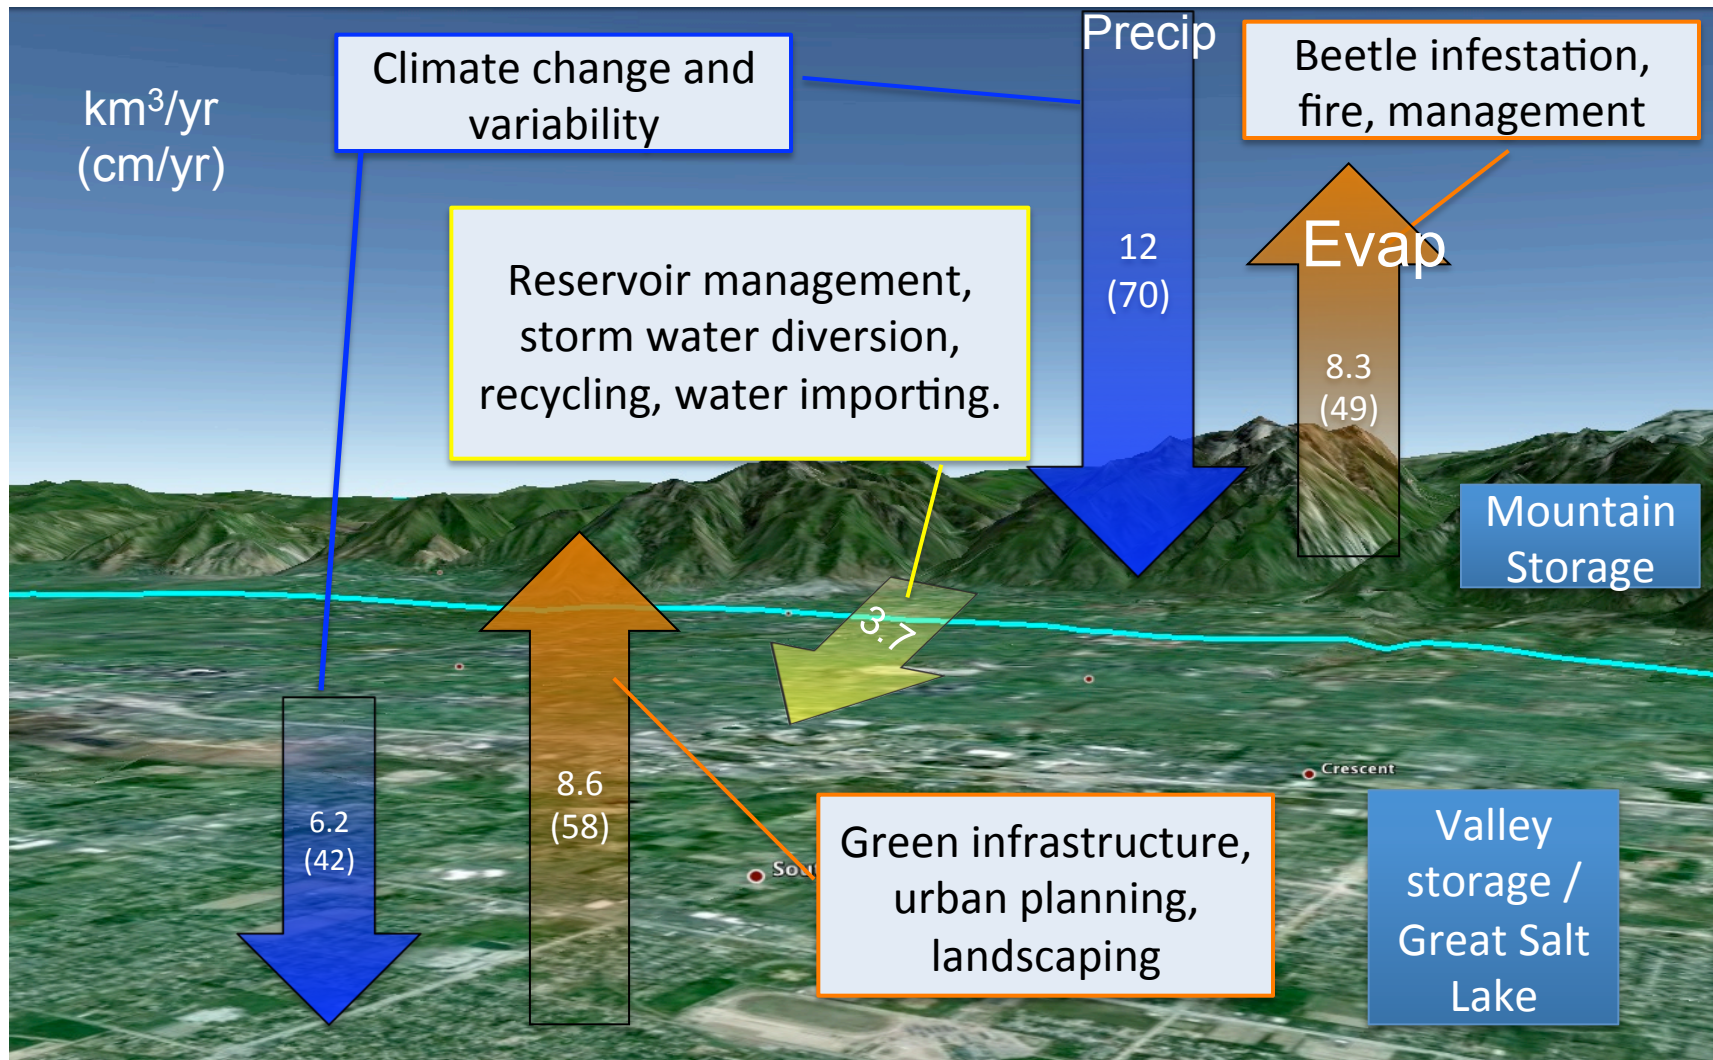 km³/yr
(cm/yr)
Climate change and
variability
Precip
Beetle infestation,
fire, management
Reservoir management,
storm water diversion,
recycling, water importing.
12
(70)
Evap
8.3
(49)
Mountain
Storage
3.7
6.2
(42)
8.6
(58)
Crescent
Green infrastructure,
urban planning,
landscaping
Valley
storage /
Great Salt
Lake